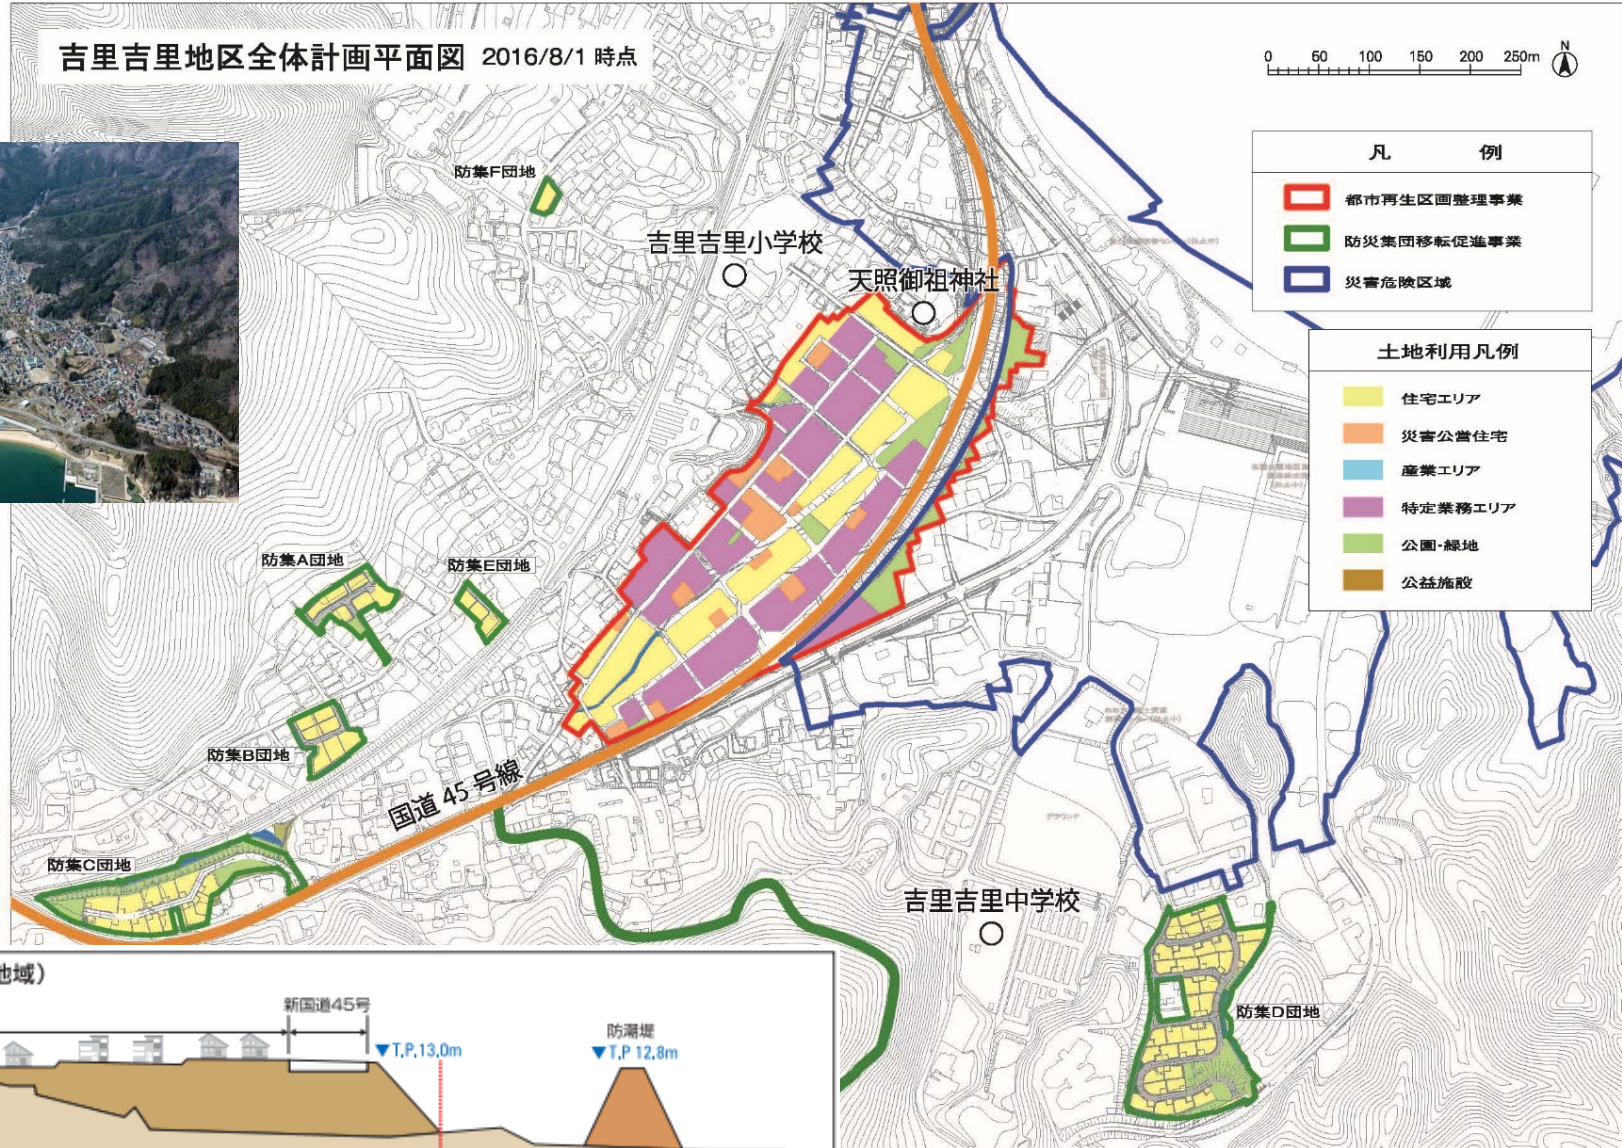 吉里吉里地区全体計画平面図 2016/8/1 時点
0 50 100 150 200 250m
N
凡 例
都市再生区画整理事業
防災集団移転促進事業
災害危険区域
土地利用凡例
住宅エリア
災害公営住宅
産業エリア
特定業務エリア
公園・緑地
公益施設
防集F団地
吉里吉里小学校
天照御祖神社
防集A団地
防集E団地
防集B団地
国道45号線
防集C団地
グラウンド
吉里吉里中学校
防集D団地
地域）
新国道45号
▼T.P.13.0m
防潮堤
▼T.P 12.8m